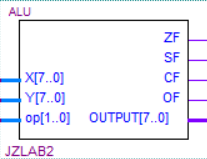 ALU
ZF
SF
X[7..0] CF
Y[7..0] OF
op[1..0] OUTPUT[7..0]
JZLAB2